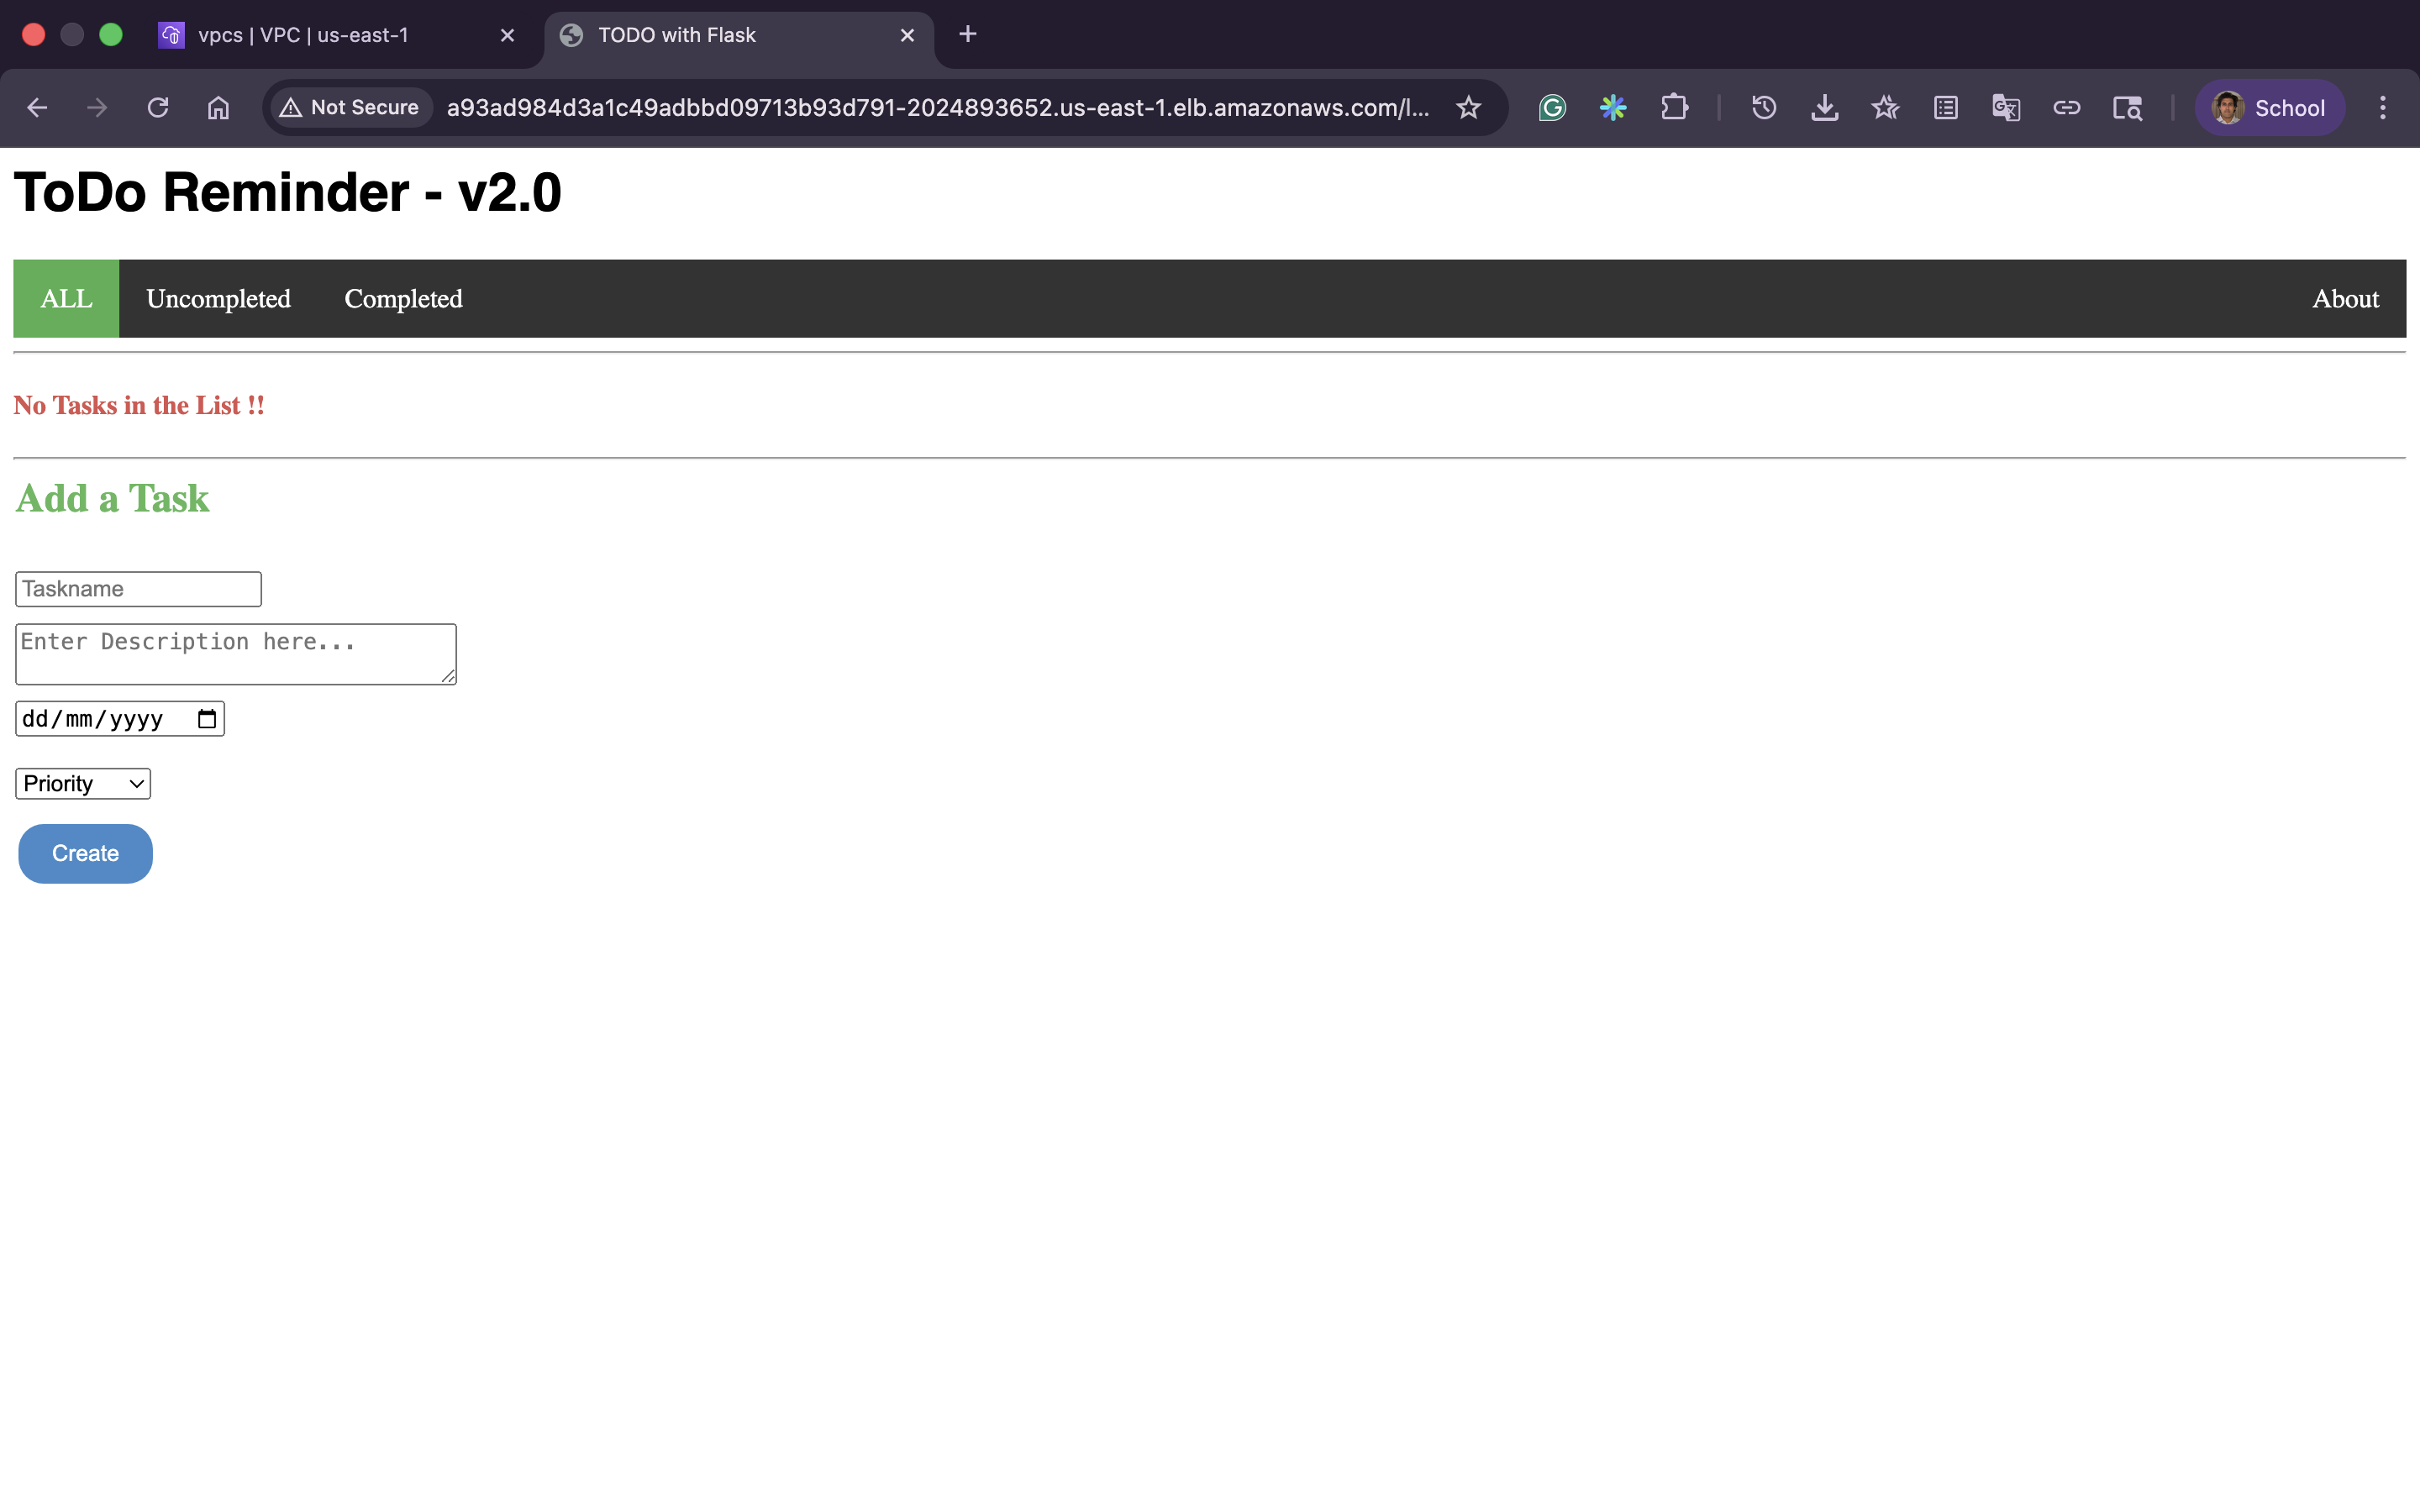 vpcs | VPC | us-east-1
TODO with Flask
Not Secure
a93ad984d3a1c49adbbd09713b93d791-2024893652.us-east-1.elb.amazonaws.com/l...
School
ToDo Reminder - v2.0
ALL Uncompleted Completed About
No Tasks in the List !!
Add a Task
Taskname
Enter Description here...
dd/mm/yyyy
Priority
Create